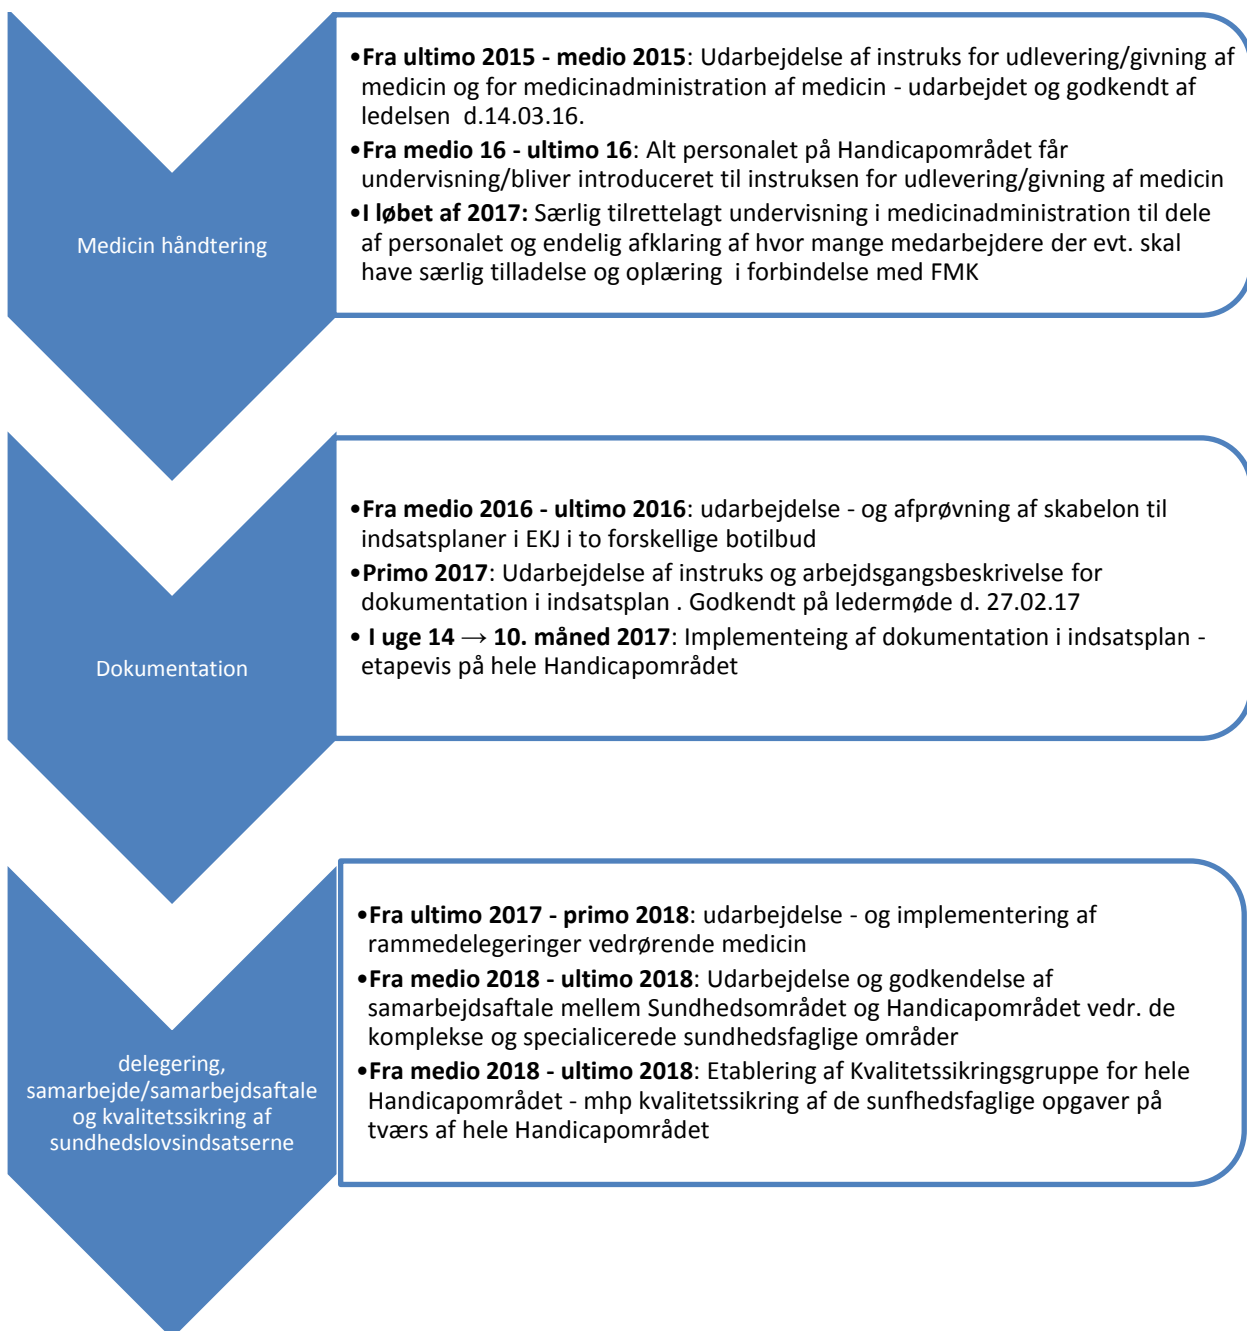 Medicin håndtering
•Fra ultimo 2015 - medio 2015: Udarbejdelse af instruks for udlevering/givning af
medicin og for medicinadministration af medicin - udarbejdet og godkendt af
ledelsen d.14.03.16.
•Fra medio 16 - ultimo 16: Alt personalet på Handicapområdet får
undervisning/bliver introduceret til instruksen for udlevering/givning af medicin
•I løbet af 2017: Særlig tilrettelagt undervisning i medicinadministration til dele
af personalet og endelig afklaring af hvor mange medarbejdere der evt. skal
have særlig tilladelse og oplæring i forbindelse med FMK
Dokumentation
•Fra medio 2016 - ultimo 2016: udarbejdelse - og afprøvning af skabelon til
indsatsplaner i EKJ i to forskellige botilbud
•Primo 2017: Udarbejdelse af instruks og arbejdsgangsbeskrivelse for
dokumentation i indsatsplan . Godkendt på ledermøde d. 27.02.17
• I uge 14 → 10. måned 2017: Implementeing af dokumentation i indsatsplan -
etapevis på hele Handicapområdet
delegering,
samarbejde/samarbejdsaftale
og kvalitetssikring af
sundhedslovsindsatserne
•Fra ultimo 2017 - primo 2018: udarbejdelse - og implementering af
rammedelegeringer vedrørende medicin
•Fra medio 2018 - ultimo 2018: Udarbejdelse og godkendelse af
samarbejdsaftale mellem Sundhedsområdet og Handicapområdet vedr. de
komplekse og specialicerede sundhedsfaglige områder
•Fra medio 2018 - ultimo 2018: Etablering af Kvalitetssikringsgruppe for hele
Handicapområdet - mhp kvalitetssikring af de sunfhedsfaglige opgaver på
tværs af hele Handicapområdet